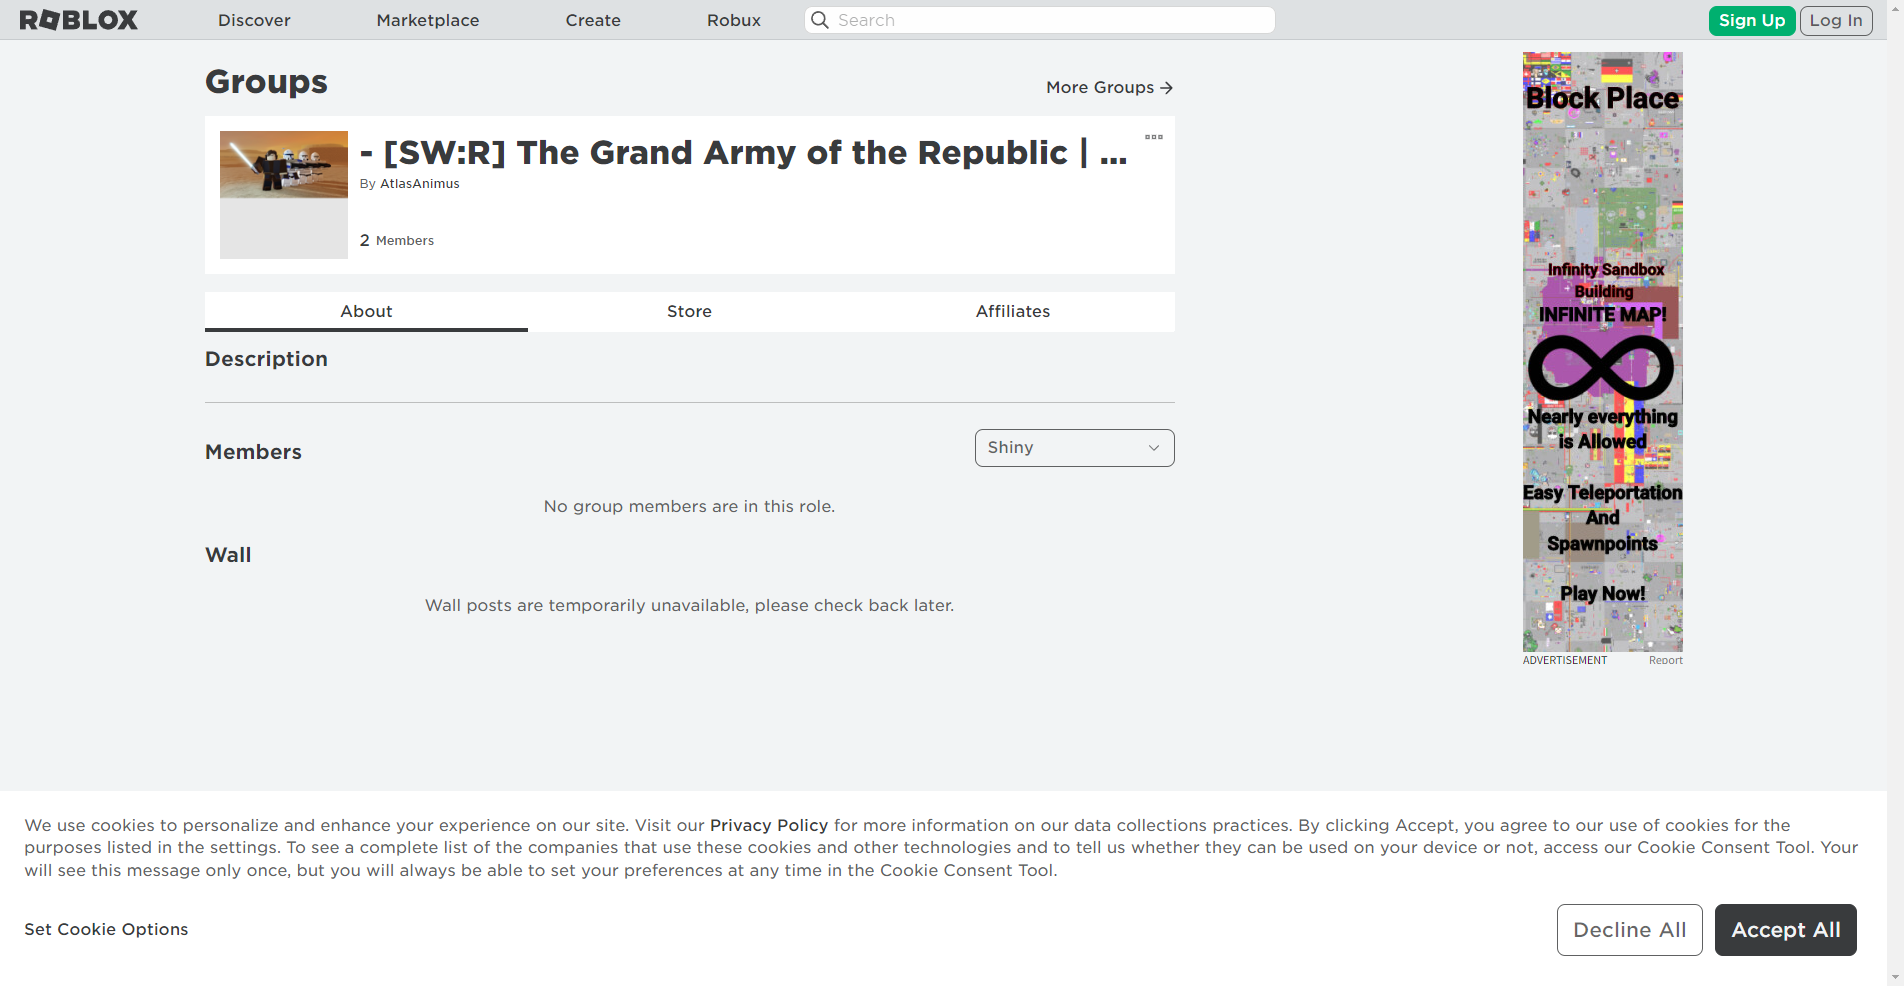 ROBLOX
Discover
Marketplace
Create
Robux
Search
Sign Up
Log In
Groups
More Groups
- [SW:R] The Grand Army of the Republic | ...
By AtlasAnimus
2 Members
About
Store
Affiliates
Description
Members
Shiny
No group members are in this role.
Wall
Wall posts are temporarily unavailable, please check back later.
Block Place
Infinity Sandbox
Building
INFINITE MAP!
Nearly everything
is Allowed
Easy Teleportation
And
Spawnpoints
Play Now!
ADVERTISEMENT
Report
We use cookies to personalize and enhance your experience on our site. Visit our Privacy Policy for more information on our data collections practices. By clicking Accept, you agree to our use of cookies for the
purposes listed in the settings. To see a complete list of the companies that use these cookies and other technologies and to tell us whether they can be used on your device or not, access our Cookie Consent Tool. Your
will see this message only once, but you will always be able to set your preferences at any time in the Cookie Consent Tool.
Set Cookie Options
Decline All
Accept All